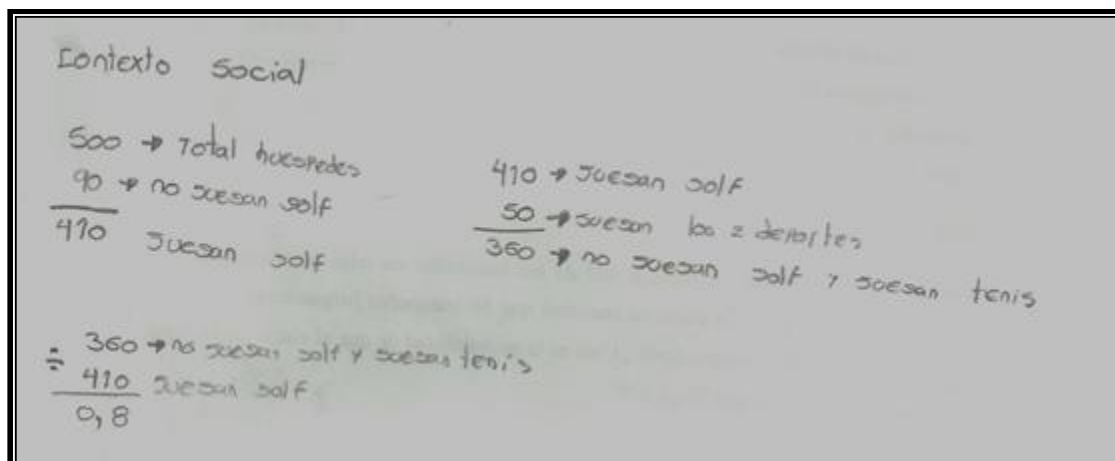 Contexto Social
500 → Total huespedes
90 → no juegan golf
410 juegan golf
410 → Juegan golf
50 → juegan los 2 deportes
360 → no juegan golf y juegan tenis
÷ 360 → no juegan golf y juegan tenis
410 juegan golf
0,8